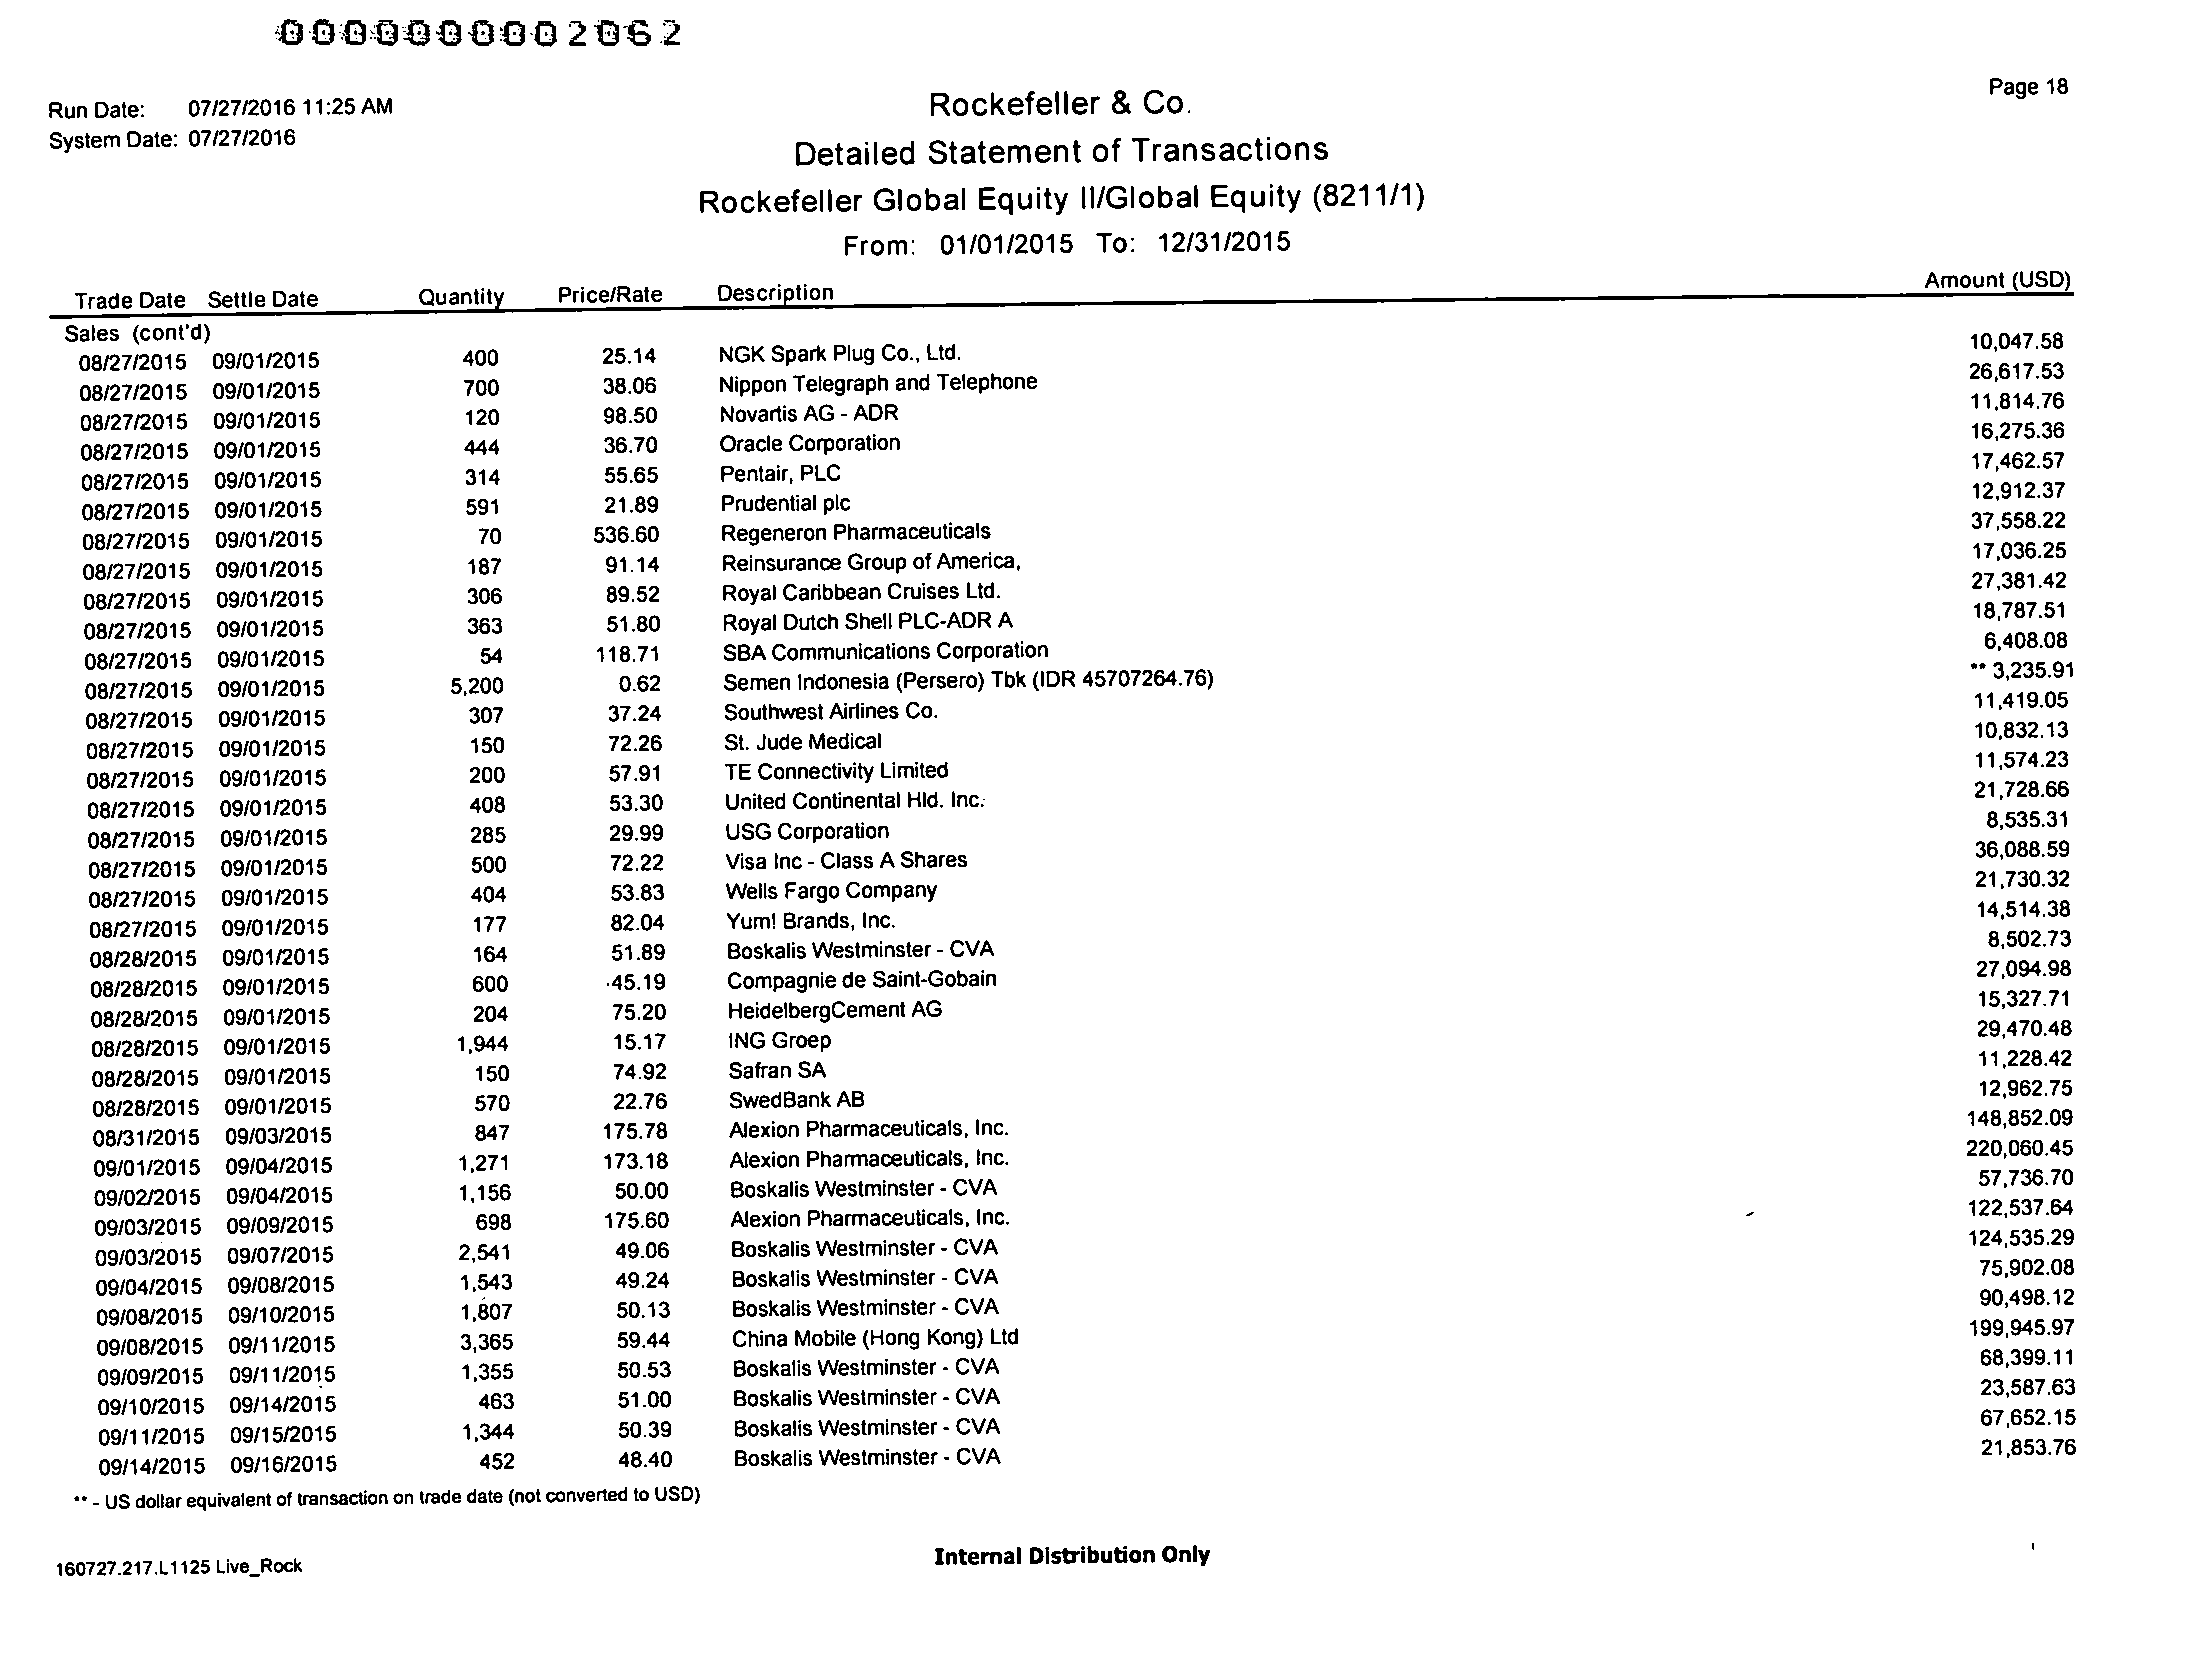 000000002062
Page 18
Run Date: 07/27/2016 11:25 AM
System Date: 07/27/2016
Rockefeller & Co.
Detailed Statement of Transactions
Rockefeller Global Equity II/Global Equity (8211/1)
From: 01/01/2015 To: 12/31/2015
Trade Date Settle Date Quantity Price/Rate Description Amount (USD)
Sales (cont'd)
08/27/2015 09/01/2015 400 25.14 NGK Spark Plug Co., Ltd. 10,047.58
08/27/2015 09/01/2015 700 38.06 Nippon Telegraph and Telephone 26,617.53
08/27/2015 09/01/2015 120 98.50 Novartis AG - ADR 11,814.76
08/27/2015 09/01/2015 444 36.70 Oracle Corporation 16,275.36
08/27/2015 09/01/2015 314 55.65 Pentair, PLC 17,462.57
08/27/2015 09/01/2015 591 21.89 Prudential plc 12,912.37
08/27/2015 09/01/2015 70 536.60 Regeneron Pharmaceuticals 37,558.22
08/27/2015 09/01/2015 187 91.14 Reinsurance Group of America, 17,036.25
08/27/2015 09/01/2015 306 89.52 Royal Caribbean Cruises Ltd. 27,381.42
08/27/2015 09/01/2015 363 51.80 Royal Dutch Shell PLC-ADR A 18,787.51
08/27/2015 09/01/2015 54 118.71 SBA Communications Corporation 6,408.08
08/27/2015 09/01/2015 5,200 0.62 Semen Indonesia (Persero) Tbk (IDR 45707264.76) ** 3,235.91
08/27/2015 09/01/2015 307 37.24 Southwest Airlines Co. 11,419.05
08/27/2015 09/01/2015 150 72.26 St. Jude Medical 10,832.13
08/27/2015 09/01/2015 200 57.91 TE Connectivity Limited 11,574.23
08/27/2015 09/01/2015 408 53.30 United Continental Hld. Inc. 21,728.66
08/27/2015 09/01/2015 285 29.99 USG Corporation 8,535.31
08/27/2015 09/01/2015 500 72.22 Visa Inc - Class A Shares 36,088.59
08/27/2015 09/01/2015 404 53.83 Wells Fargo Company 21,730.32
08/27/2015 09/01/2015 177 82.04 Yum! Brands, Inc. 14,514.38
08/28/2015 09/01/2015 164 51.89 Boskalis Westminster - CVA 8,502.73
08/28/2015 09/01/2015 600 45.19 Compagnie de Saint-Gobain 27,094.98
08/28/2015 09/01/2015 204 75.20 HeidelbergCement AG 15,327.71
08/28/2015 09/01/2015 1,944 15.17 ING Groep 29,470.48
08/28/2015 09/01/2015 150 74.92 Safran SA 11,228.42
08/28/2015 09/01/2015 570 22.76 SwedBank AB 12,962.75
08/31/2015 09/03/2015 847 175.78 Alexion Pharmaceuticals, Inc. 148,852.09
09/01/2015 09/04/2015 1,271 173.18 Alexion Pharmaceuticals, Inc. 220,060.45
09/02/2015 09/04/2015 1,156 50.00 Boskalis Westminster - CVA 57,736.70
09/03/2015 09/09/2015 698 175.60 Alexion Pharmaceuticals, Inc. 122,537.64
09/03/2015 09/07/2015 2,541 49.06 Boskalis Westminster - CVA 124,535.29
09/04/2015 09/08/2015 1,543 49.24 Boskalis Westminster - CVA 75,902.08
09/08/2015 09/10/2015 1,807 50.13 Boskalis Westminster - CVA 90,498.12
09/08/2015 09/11/2015 3,365 59.44 China Mobile (Hong Kong) Ltd 199,945.97
09/09/2015 09/11/2015 1,355 50.53 Boskalis Westminster - CVA 68,399.11
09/10/2015 09/14/2015 463 51.00 Boskalis Westminster - CVA 23,587.63
09/11/2015 09/15/2015 1,344 50.39 Boskalis Westminster - CVA 67,652.15
09/14/2015 09/16/2015 452 48.40 Boskalis Westminster - CVA 21,853.76
** - US dollar equivalent of transaction on trade date (not converted to USD)
Internal Distribution Only
160727.217.L1125 Live_Rock